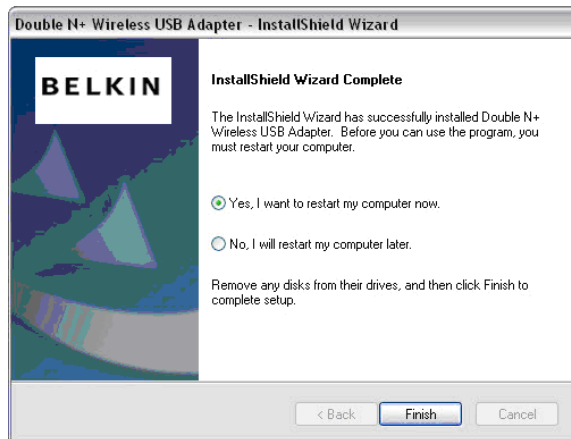 Double N+ Wireless USB Adapter - InstallShield Wizard
BELKIN
InstallShield Wizard Complete
The InstallShield Wizard has successfully installed Double N+
Wireless USB Adapter. Before you can use the program, you
must restart your computer.
Yes, I want to restart my computer now.
No, I will restart my computer later.
Remove any disks from their drives, and then click Finish to
complete setup.
< Back
Finish
Cancel